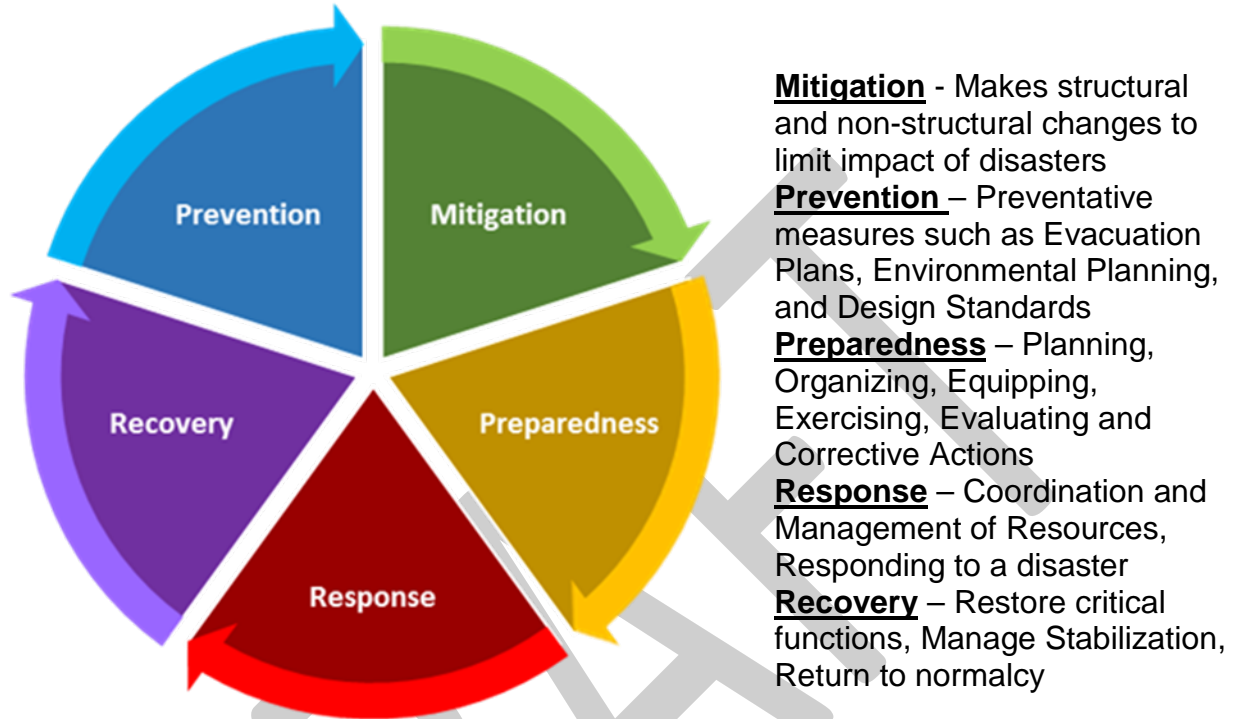 Prevention
Mitigation
Recovery
Preparedness
Response
Mitigation - Makes structural
and non-structural changes to
limit impact of disasters
Prevention – Preventative
measures such as Evacuation
Plans, Environmental Planning,
and Design Standards
Preparedness – Planning,
Organizing, Equipping,
Exercising, Evaluating and
Corrective Actions
Response – Coordination and
Management of Resources,
Responding to a disaster
Recovery – Restore critical
functions, Manage Stabilization,
Return to normalcy